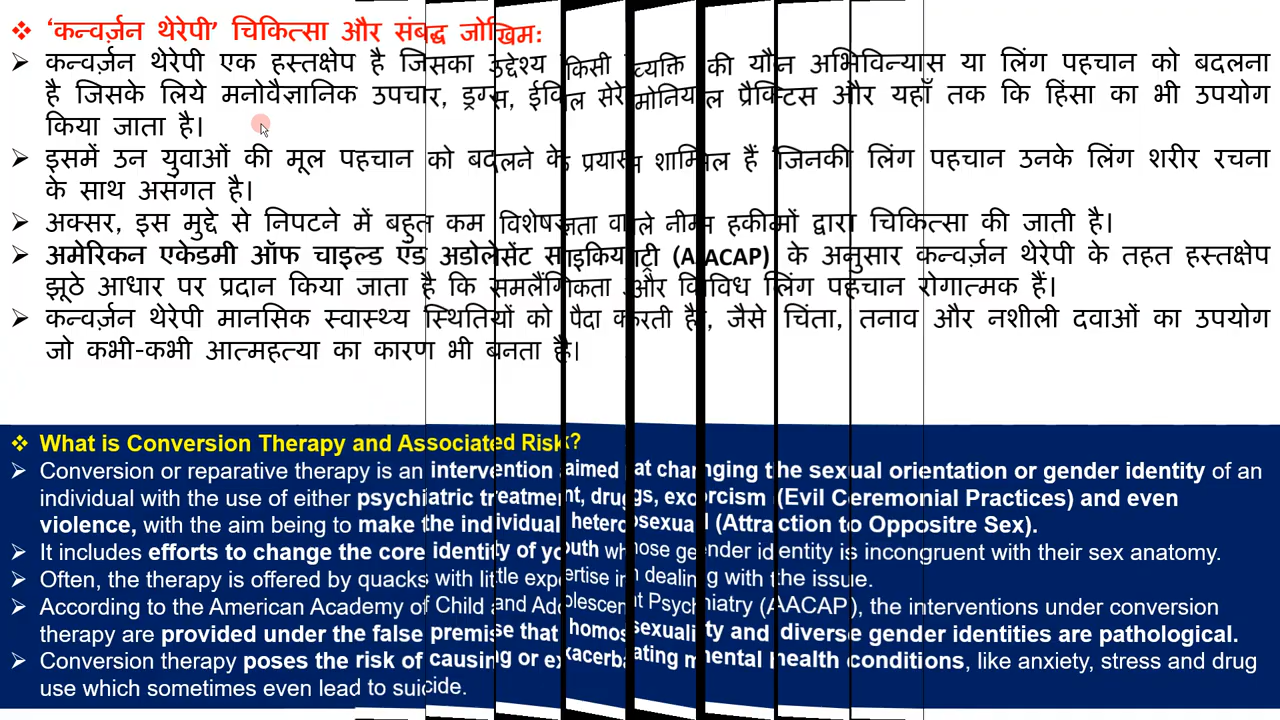 ❖ ‘कन्वर्ज़न थेरेपी’ चिकित्सा और संबद्ध जोखिम:
➢ कन्वर्ज़न थेरेपी एक हस्तक्षेप है जिसका उद्देश्य किसी व्यक्ति की यौन अभिविन्यास या लिंग पहचान को बदलना
है जिसके लिये मनोवैज्ञानिक उपचार, ड्रग्स, ईविल सेरेमोनियल प्रैक्टिस और यहाँ तक कि हिंसा का भी उपयोग
किया जाता है।
➢ इसमें उन युवाओं की मूल पहचान को बदलने के प्रयास शामिल हैं जिनकी लिंग पहचान उनके लिंग शरीर रचना
के साथ असंगत है।
➢ अक्सर, इस मुद्दे से निपटने में बहुत कम विशेषज्ञता वाले नीम हकीमों द्वारा चिकित्सा की जाती है।
➢ अमेरिकन एकेडमी ऑफ चाइल्ड एंड अडोलेसेंट साइकियाट्री (AACAP) के अनुसार कन्वर्ज़न थेरेपी के तहत हस्तक्षेप
झूठे आधार पर प्रदान किया जाता है कि समलैंगिकता और विविध लिंग पहचान रोगात्मक हैं।
➢ कन्वर्ज़न थेरेपी मानसिक स्वास्थ्य स्थितियों को पैदा करती है, जैसे चिंता, तनाव और नशीली दवाओं का उपयोग
जो कभी-कभी आत्महत्या का कारण भी बनता है।
❖ What is Conversion Therapy and Associated Risk?
➢ Conversion or reparative therapy is an intervention aimed at changing the sexual orientation or gender identity of an
individual with the use of either psychiatric treatment, drugs, exorcism (Evil Ceremonial Practices) and even
violence, with the aim being to make the individual heterosexual (Attraction to Oppositre Sex).
➢ It includes efforts to change the core identity of youth whose gender identity is incongruent with their sex anatomy.
➢ Often, the therapy is offered by quacks with little expertise in dealing with the issue.
➢ According to the American Academy of Child and Adolescent Psychiatry (AACAP), the interventions under conversion
therapy are provided under the false premise that homosexuality and diverse gender identities are pathological.
➢ Conversion therapy poses the risk of causing or exacerbating mental health conditions, like anxiety, stress and drug
use which sometimes even lead to suicide.